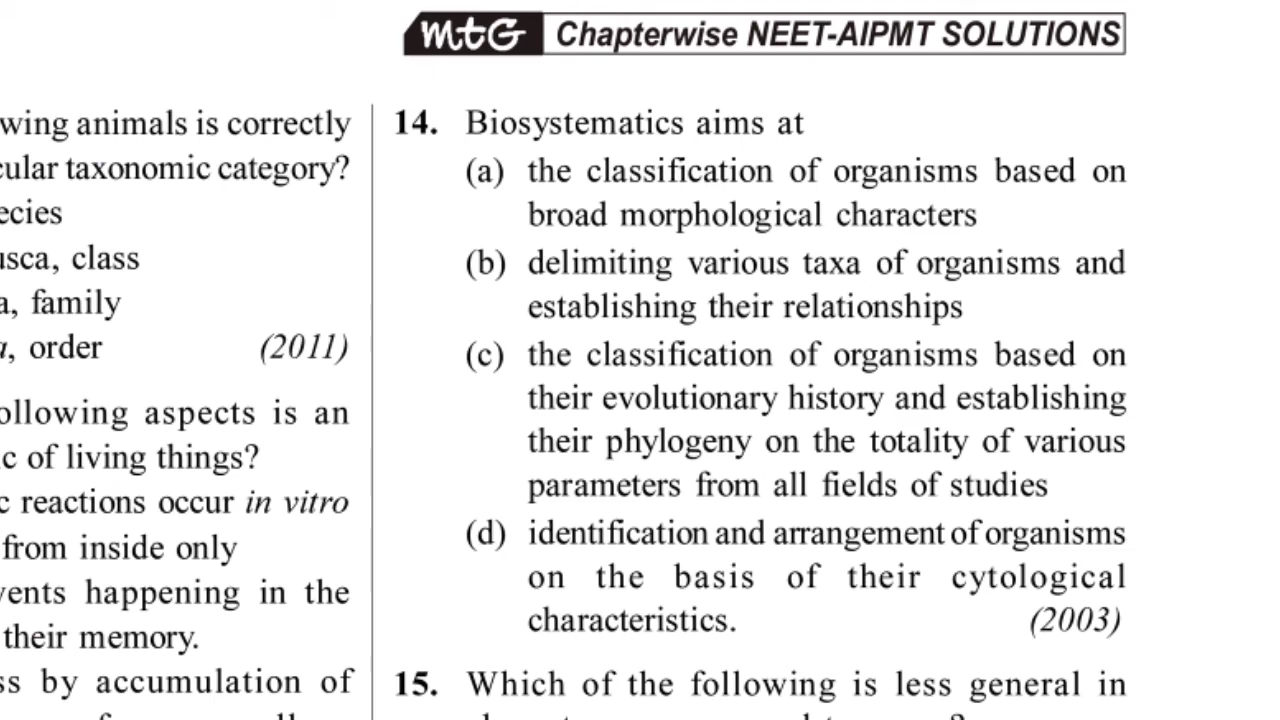 mtG Chapterwise NEET-AIPMT SOLUTIONS
wing animals is correctly
cular taxonomic category?
ecies
usca, class
a, family
a, order (2011)
ollowing aspects is an
ic of living things?
c reactions occur in vitro
from inside only
vents happening in the
their memory.
ss by accumulation of
14. Biosystematics aims at
(a) the classification of organisms based on
broad morphological characters
(b) delimiting various taxa of organisms and
establishing their relationships
(c) the classification of organisms based on
their evolutionary history and establishing
their phylogeny on the totality of various
parameters from all fields of studies
(d) identification and arrangement of organisms
on the basis of their cytological
characteristics. (2003)
15. Which of the following is less general in